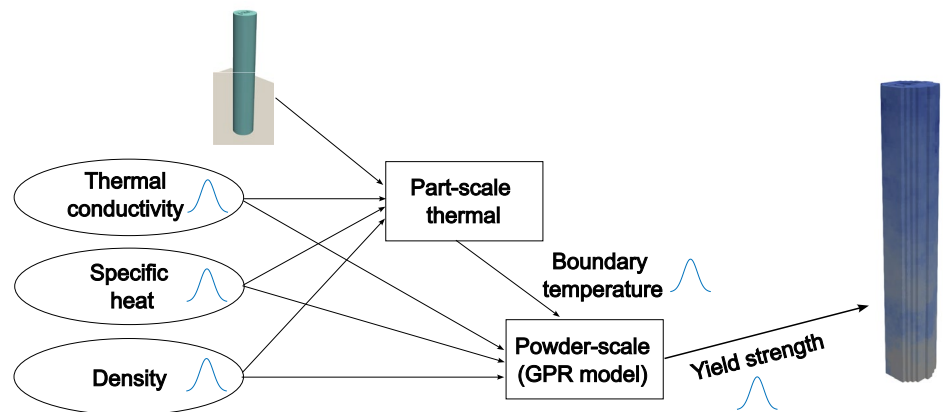 Thermal
conductivity
Specific
heat
Density
Part-scale
thermal
Boundary
temperature
Powder-scale
(GPR model)
Yield strength